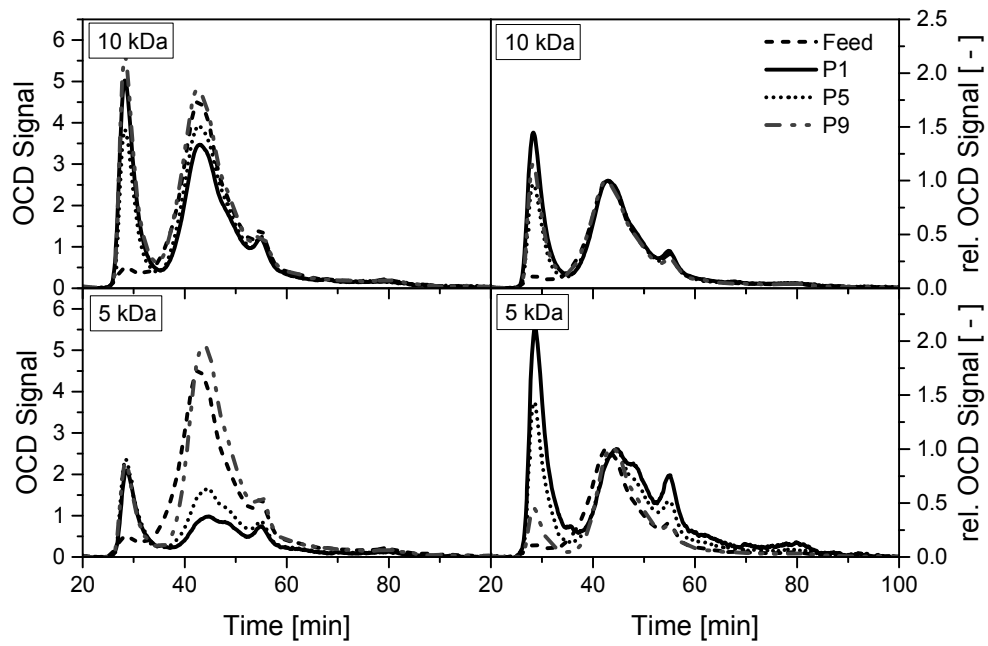 10 kDa
10 kDa
Feed
P1
P5
P9
OCD Signal
6
5
4
3
2
1
0
rel. OCD Signal [ - ]
2.5
2.0
1.5
1.0
0.5
0.0
5 kDa
5 kDa
OCD Signal
6
5
4
3
2
1
0
rel. OCD Signal [ - ]
2.0
1.5
1.0
0.5
0.0
20 40 60 80 20 40 60 80 100
Time [min] Time [min]